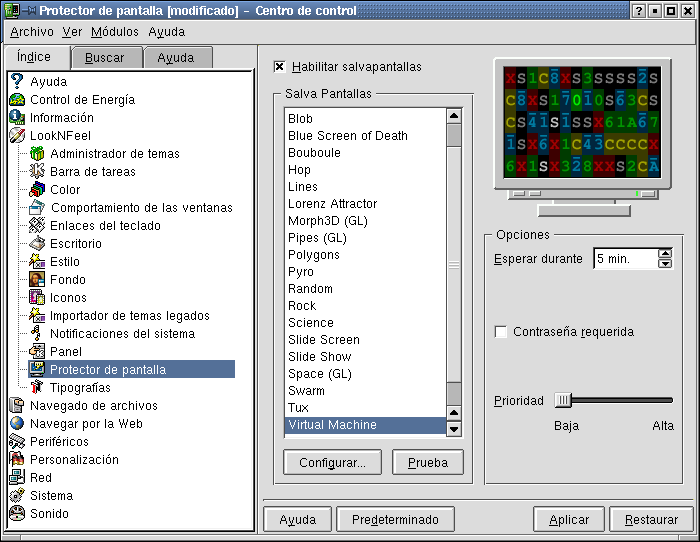 Protector de pantalla [modificado] - Centro de control
Archivo Ver Módulos Ayuda
Índice Buscar Ayuda
Ayuda
Control de Energía
Información
LookNFeel
Administrador de temas
Barra de tareas
Color
Comportamiento de las ventanas
Enlaces del teclado
Escritorio
Estilo
Fondo
Iconos
Importador de temas legados
Notificaciones del sistema
Panel
Protector de pantalla
Tipografías
Navegado de archivos
Navegar por la Web
Periféricos
Personalización
Red
Sistema
Sonido
Habilitar salvapantallas
Salva Pantallas
Blob
Blue Screen of Death
Bouboule
Hop
Lines
Lorenz Attractor
Morph3D (GL)
Pipes (GL)
Polygons
Pyro
Random
Rock
Science
Slide Screen
Slide Show
Space (GL)
Swarm
Tux
Virtual Machine
Configurar...
Prueba
XS1C8XS3SSSS2S
C8XS17010S63CS
CS41S1SSX61A67
1SX6X1C43CCCCX
6X1SX328XXS2CA
Opciones
Esperar durante 5 min.
Contraseña requerida
Prioridad
Baja Alta
Ayuda Predeterminado Aplicar Restaurar